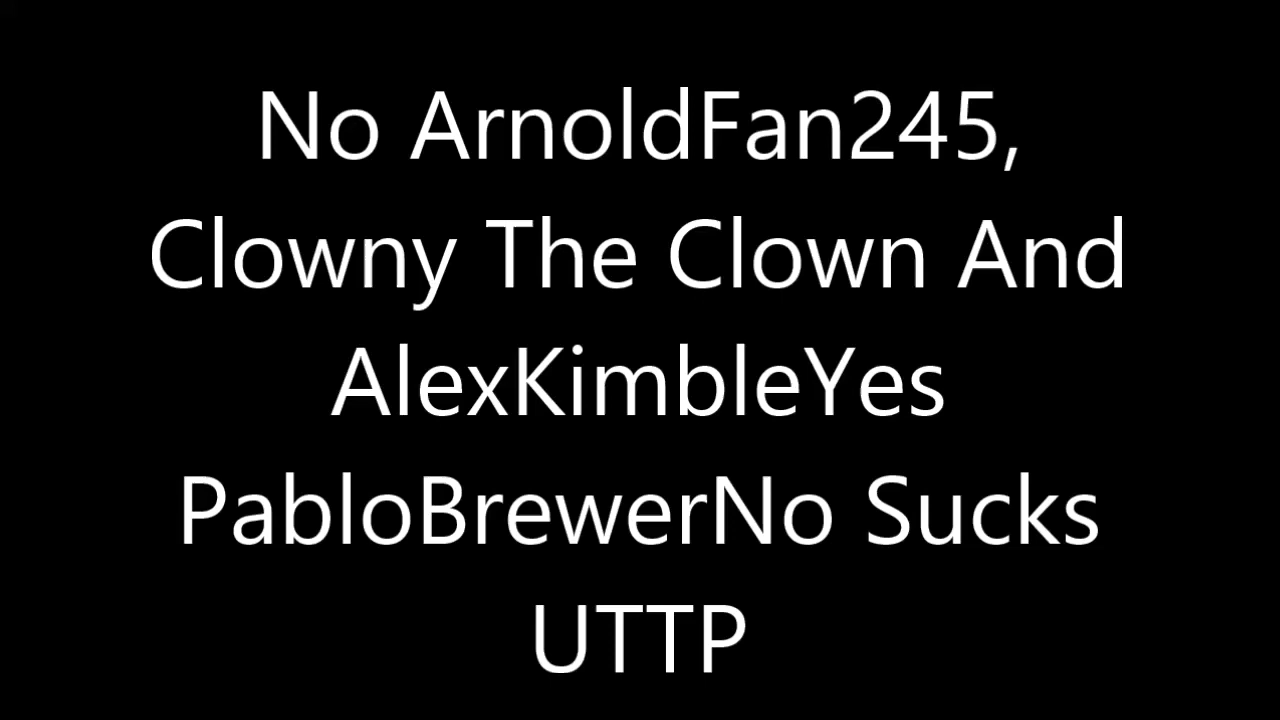 No ArnoldFan245,
Clowny The Clown And
AlexKimbleYes
PabloBrewerNo Sucks
UTTP